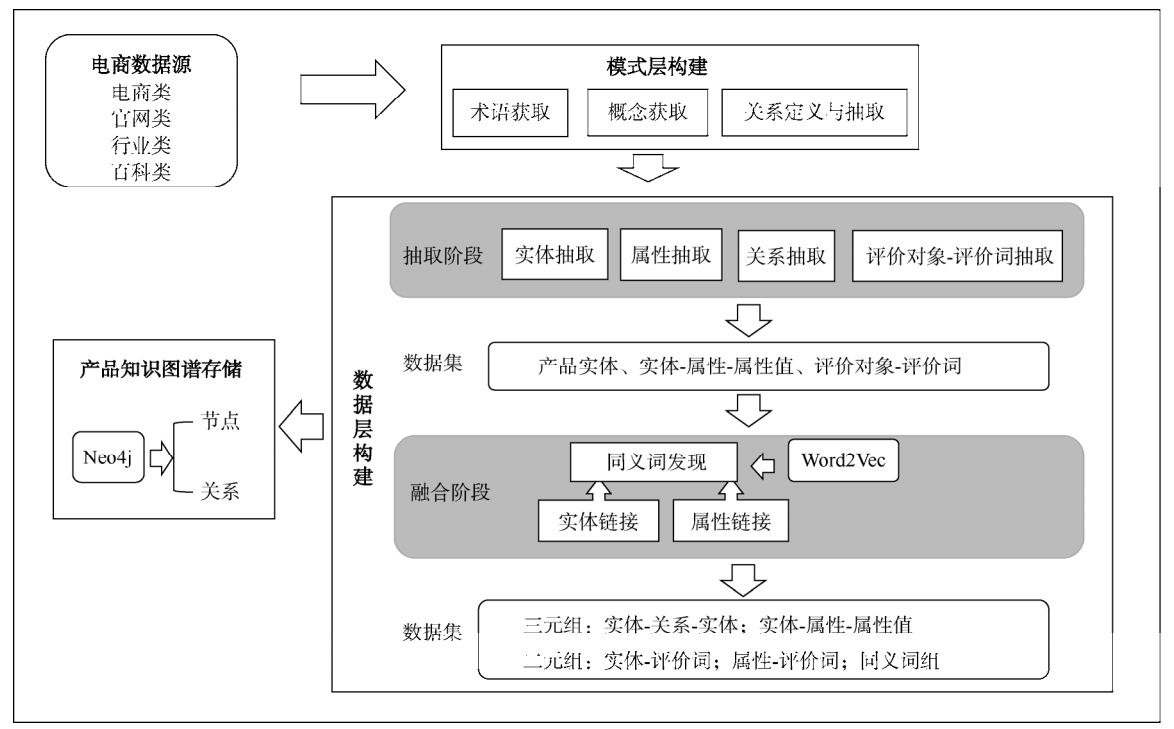 电商数据源
电商类
官网类
行业类
百科类
模式层构建
术语获取
概念获取
关系定义与抽取
数据层构建
抽取阶段
实体抽取
属性抽取
关系抽取
评价对象-评价词抽取
数据集
产品实体、实体-属性-属性值、评价对象-评价词
融合阶段
同义词发现
Word2Vec
实体链接
属性链接
数据集
三元组：实体-关系-实体；实体-属性-属性值
二元组：实体-评价词；属性-评价词；同义词组
产品知识图谱存储
Neo4j
节点
关系